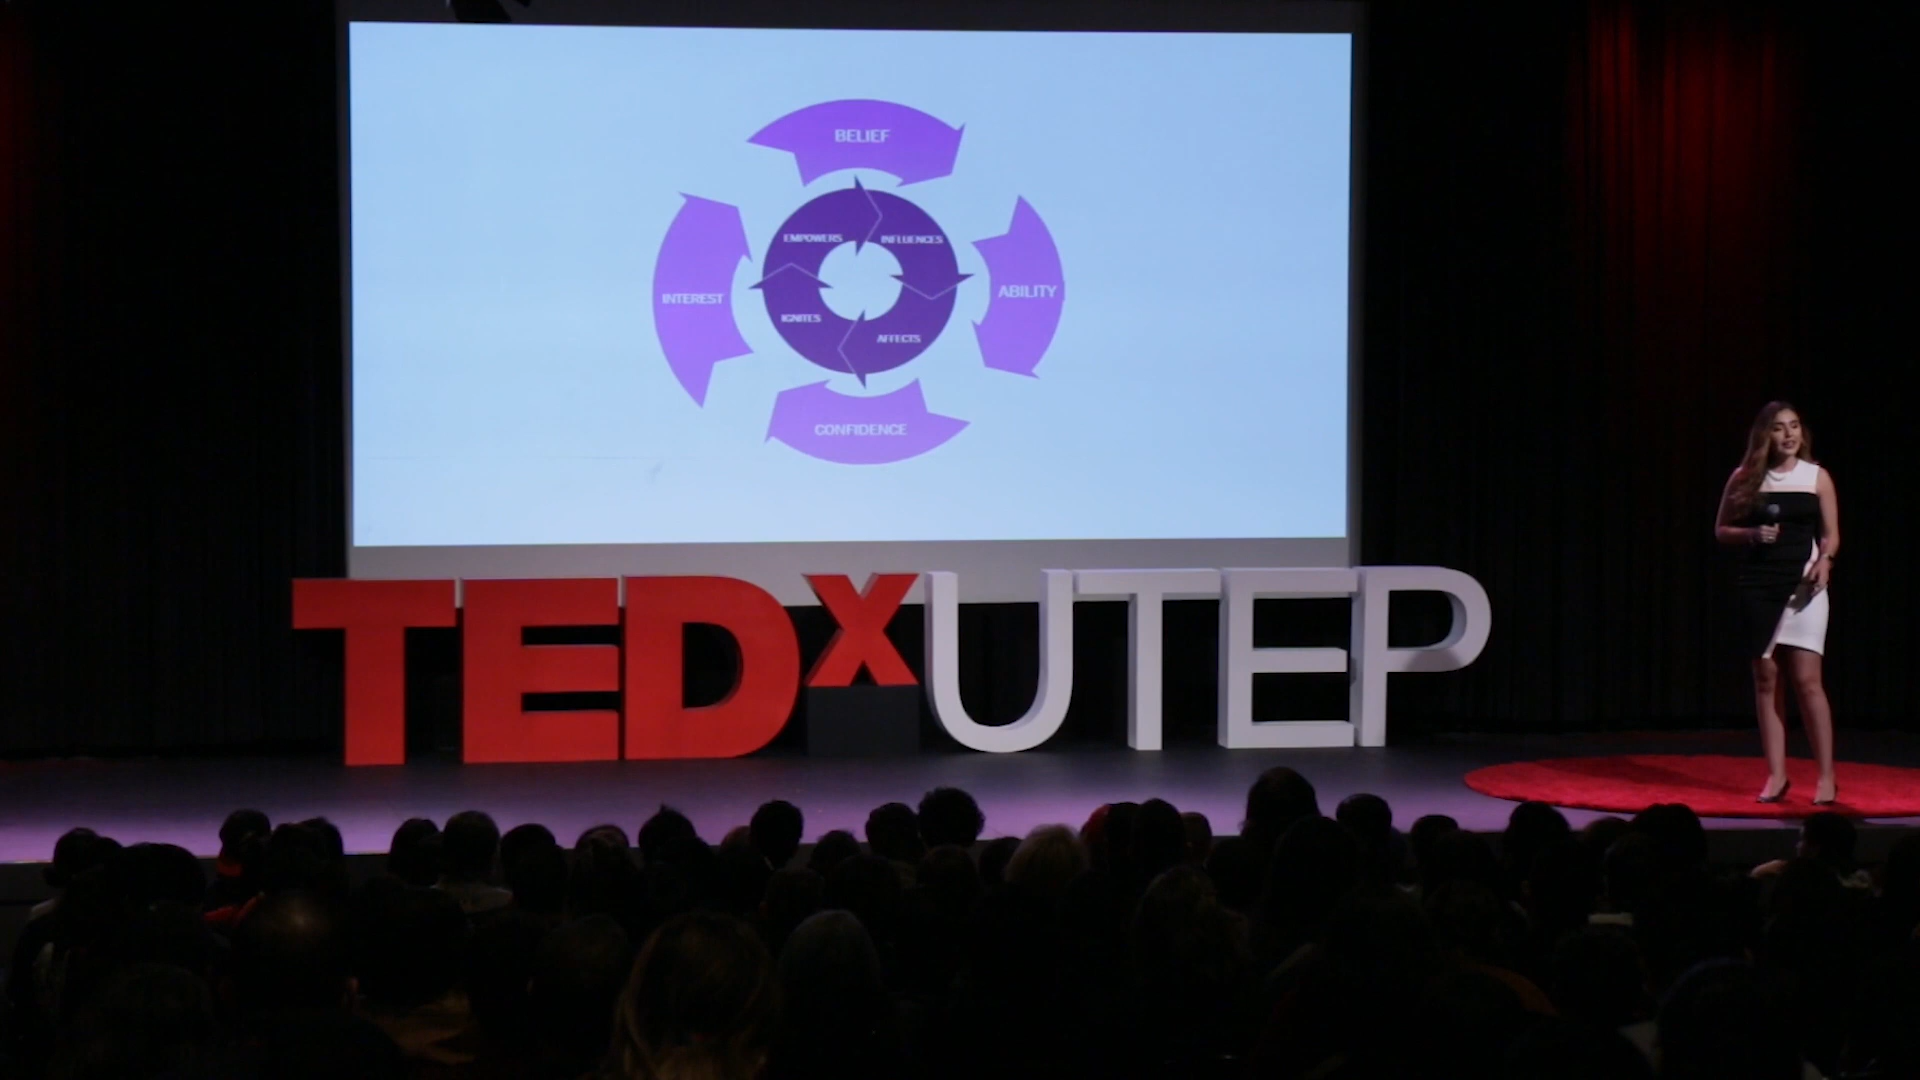 BELIEF
EMPOWERS
INFLUENCES
INTEREST
ABILITY
IGNITES
AFFECTS
CONFIDENCE
TEDxUTEP